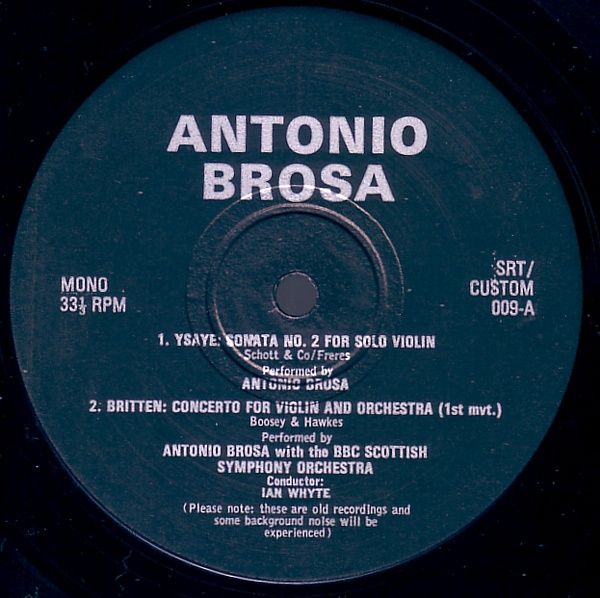 ANTONIO
BROSA
MONO
33⅓ RPM
SRT/
CUSTOM
009-A
1. YSAYE: SONATA NO. 2 FOR SOLO VIOLIN
Schott & Co/Freres
Performed by
ANTONIO BROSA
2. BRITTEN: CONCERTO FOR VIOLIN AND ORCHESTRA (1st mvt.)
Boosey & Hawkes
Performed by
ANTONIO BROSA with the BBC SCOTTISH
SYMPHONY ORCHESTRA
Conductor:
IAN WHYTE
(Please note: these are old recordings and
some background noise will be
experienced)